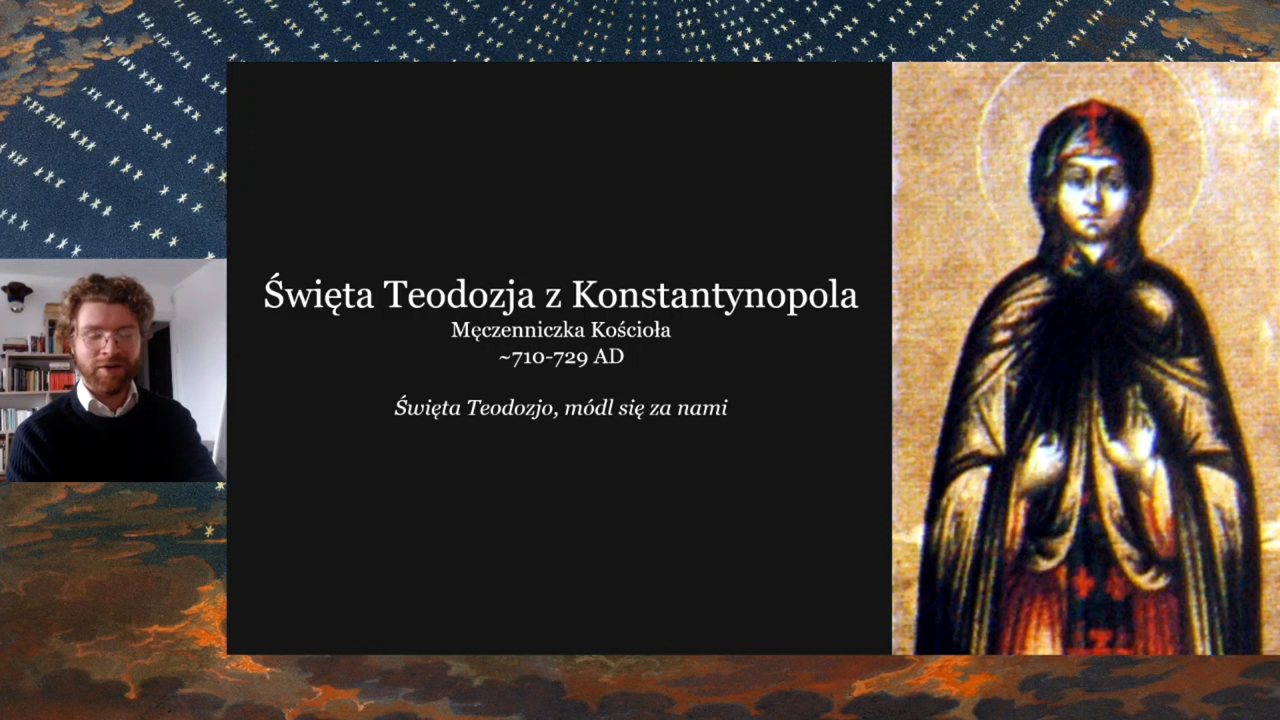 Święta Teodozja z Konstantynopola
Męczenniczka Kościoła
~710-729 AD
Święta Teodozjo, módl się za nami